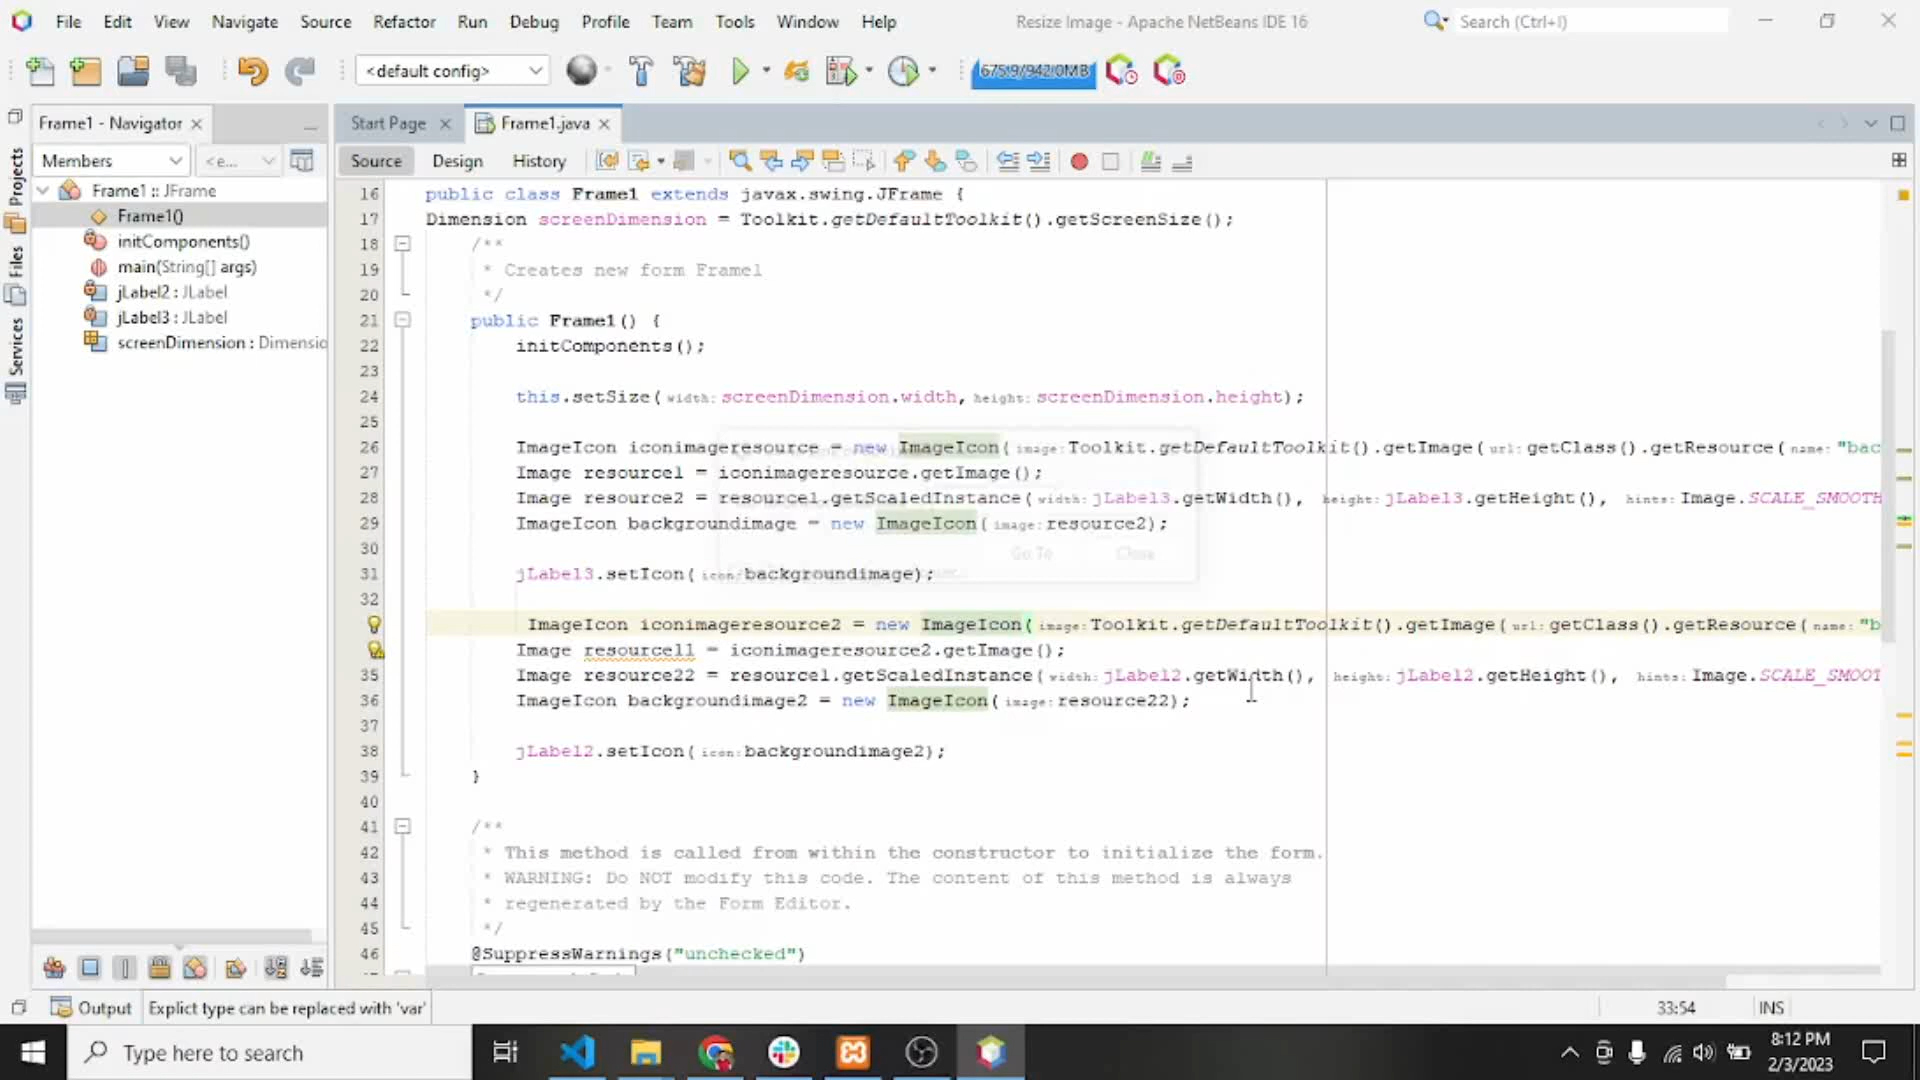 File Edit View Navigate Source Refactor Run Debug Profile Team Tools Window Help
Resize Image - Apache NetBeans IDE 16
Search (Ctrl+I)
<default config>
675.9/942.0MB
Frame1 - Navigator
Start Page
Frame1.java
Members
<e...
Source Design History
Projects
Files
Services
Frame1 :: JFrame
Frame1()
initComponents()
main(String[] args)
jLabel2 : JLabel
jLabel3 : JLabel
screenDimension : Dimensio
16 public class Frame1 extends javax.swing.JFrame {
17 Dimension screenDimension = Toolkit.getDefaultToolkit().getScreenSize();
18 /**
19 * Creates new form Frame1
20 */
21 public Frame1() {
22 initComponents();
23
24 this.setSize(width:screenDimension.width,height:screenDimension.height);
25
26 ImageIcon iconimageresource = new ImageIcon(image:Toolkit.getDefaultToolkit().getImage(url:getClass().getResource(name:"bac
27 Image resource1 = iconimageresource.getImage();
28 Image resource2 = resource1.getScaledInstance(width:jLabel3.getWidth(), height:jLabel3.getHeight(), hints:Image.SCALE_SMOOTH
29 ImageIcon backgroundimage = new ImageIcon(image:resource2);
30
Go To Close
31 jLabel3.setIcon(icon:backgroundimage);
32
ImageIcon iconimageresource2 = new ImageIcon(image:Toolkit.getDefaultToolkit().getImage(url:getClass().getResource(name:"b
Image resource11 = iconimageresource2.getImage();
35 Image resource22 = resource1.getScaledInstance(width:jLabel2.getWidth(), height:jLabel2.getHeight(), hints:Image.SCALE_SMOOT
36 ImageIcon backgroundimage2 = new ImageIcon(image:resource22);
37
38 jLabel2.setIcon(icon:backgroundimage2);
39 }
40
41 /**
42 * This method is called from within the constructor to initialize the form.
43 * WARNING: Do NOT modify this code. The content of this method is always
44 * regenerated by the Form Editor.
45 */
46 @SuppressWarnings("unchecked")
Output
Explict type can be replaced with 'var'
33:54
INS
Type here to search
8:12 PM
2/3/2023